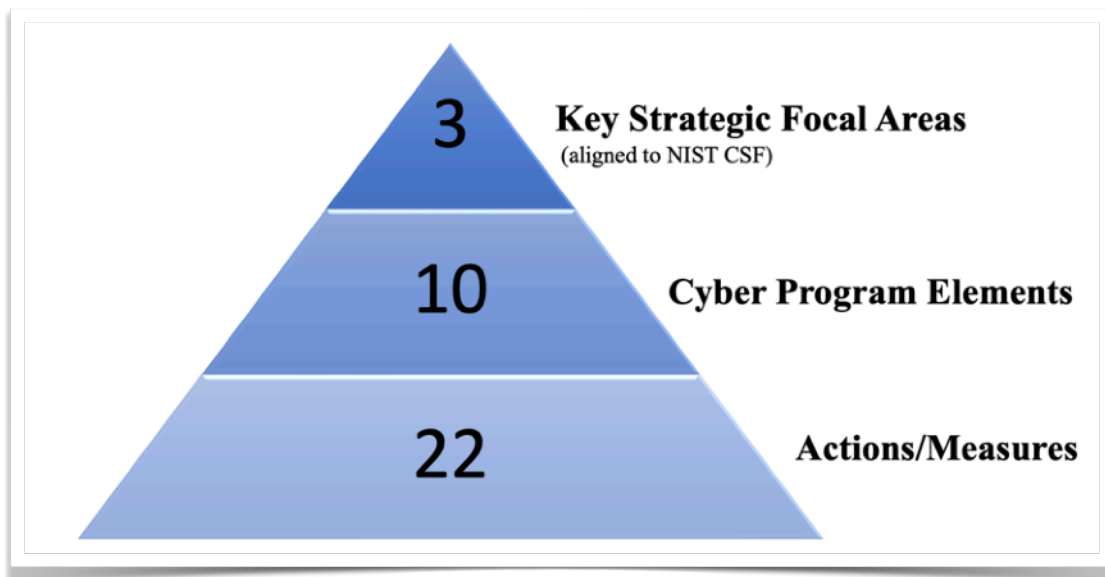 3
Key Strategic Focal Areas
(aligned to NIST CSF)
10
Cyber Program Elements
22
Actions/Measures